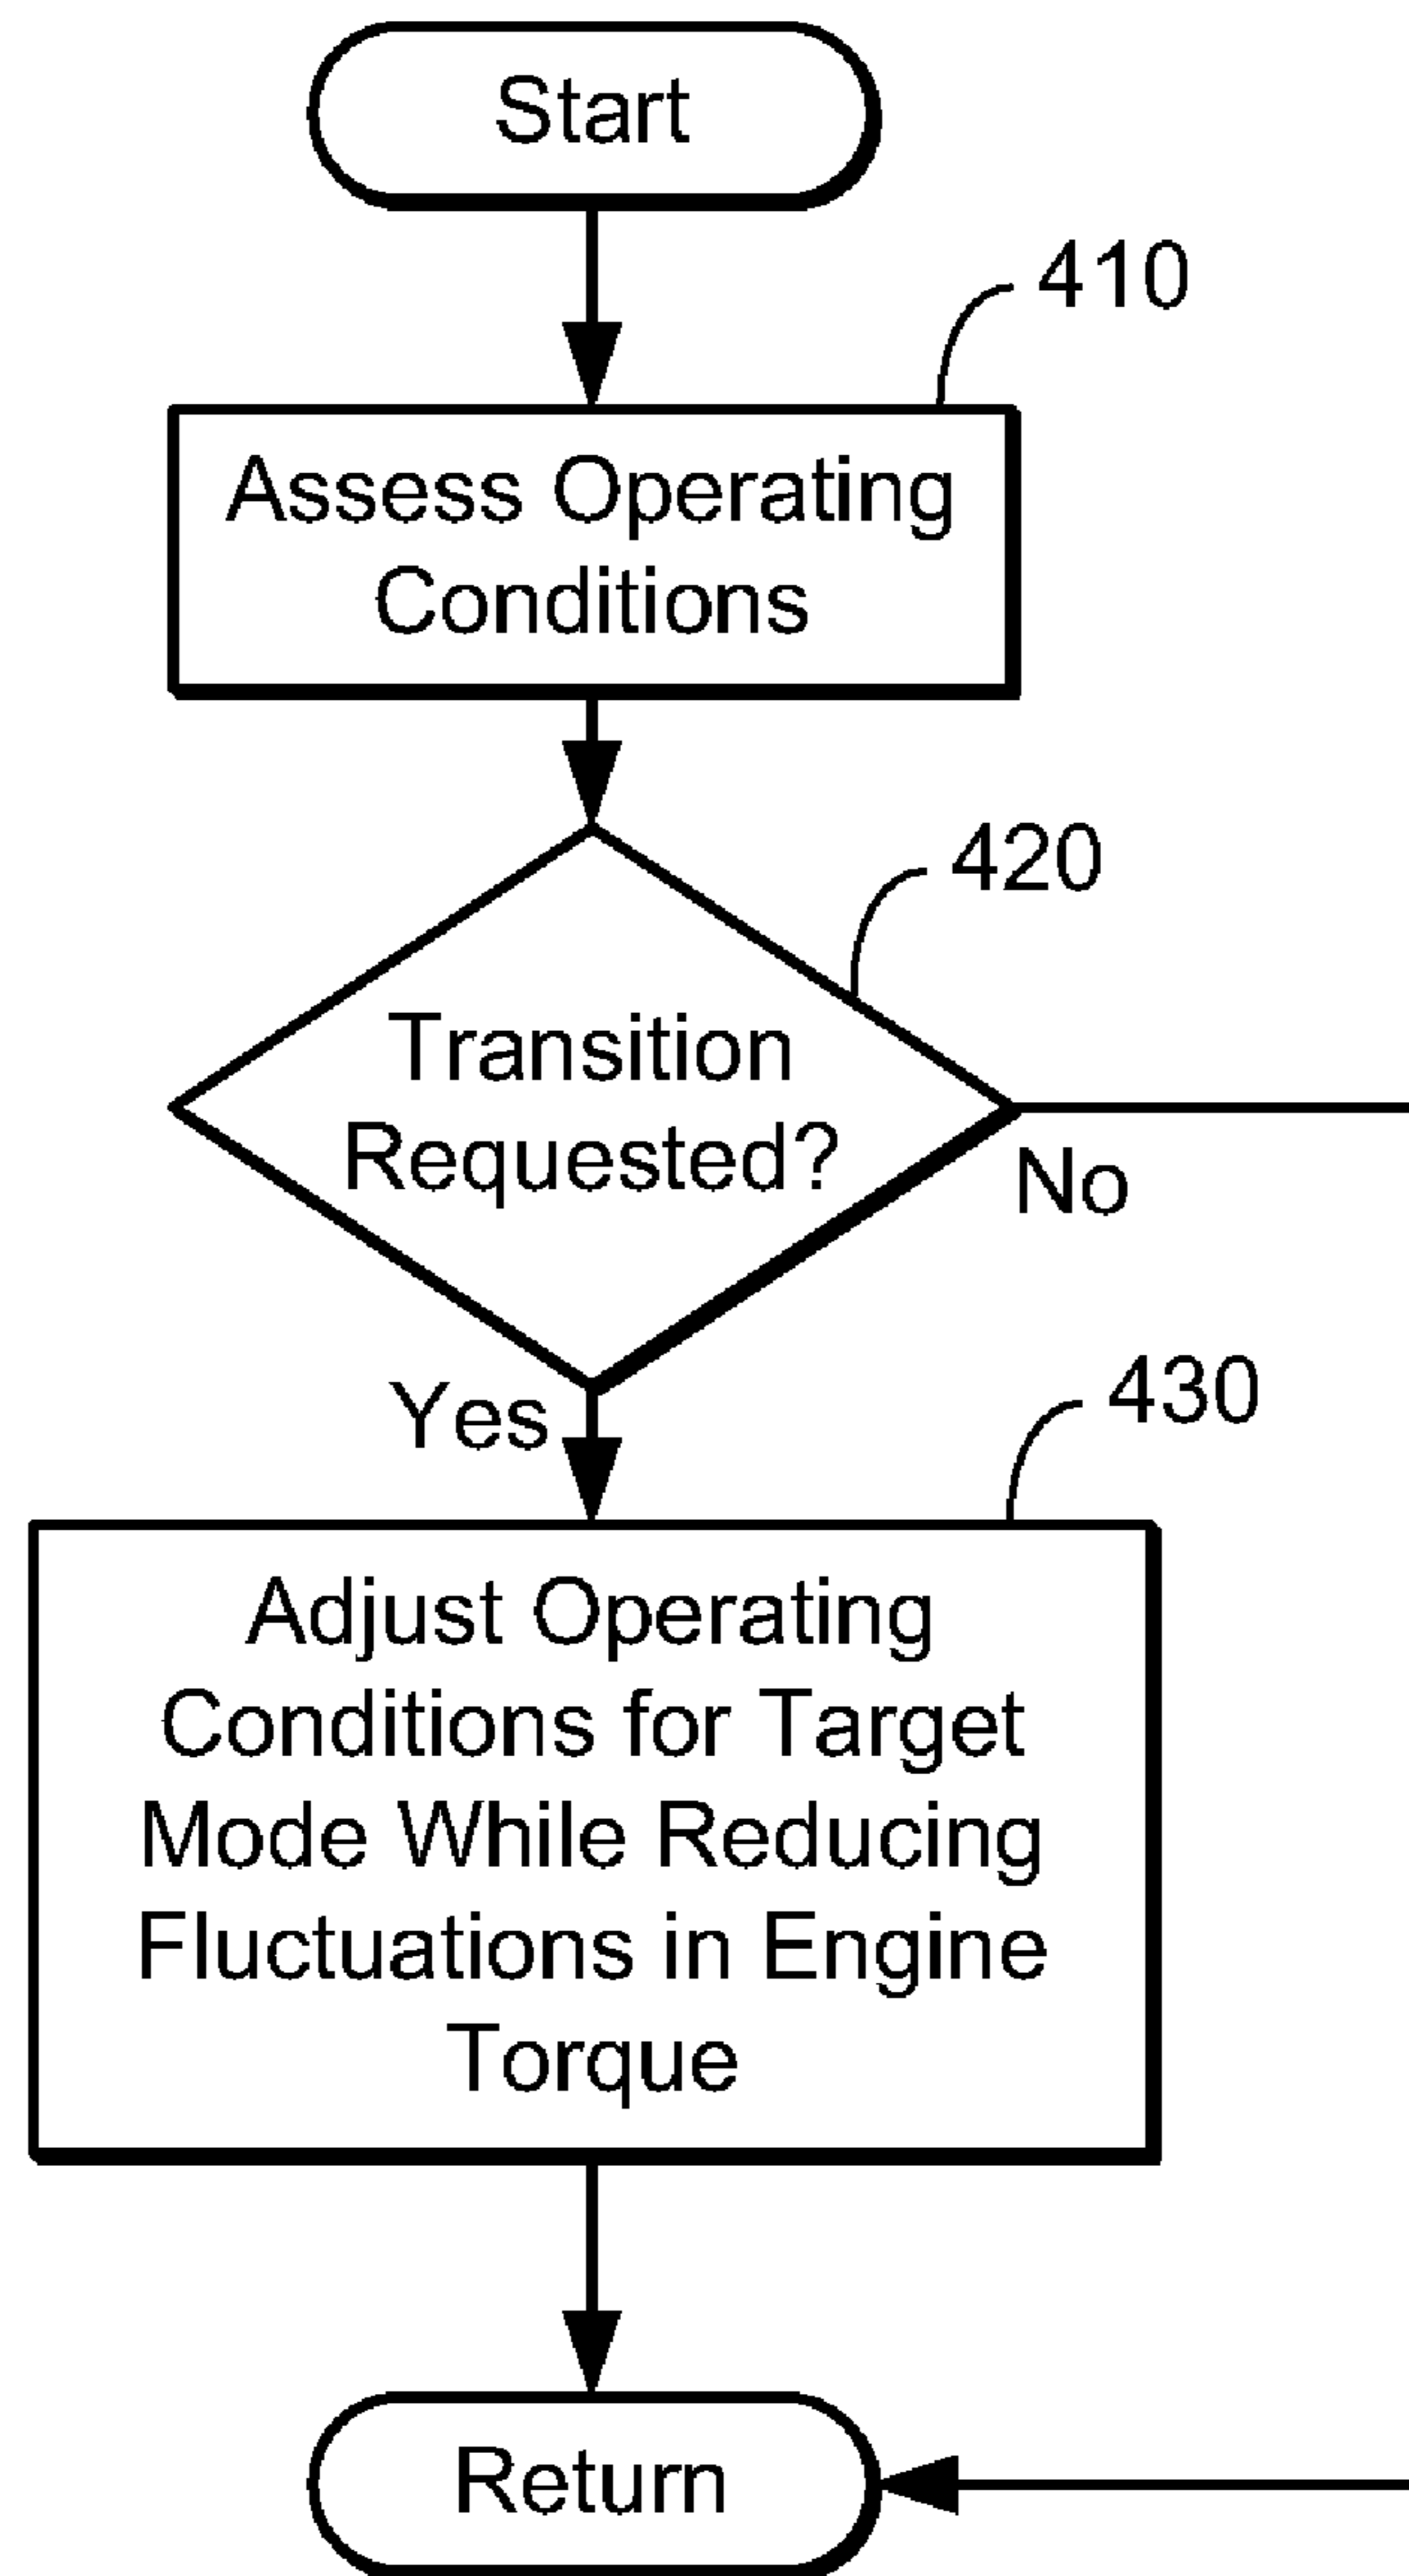 Start
410
Assess Operating
Conditions
420
Transition
Requested?
No
Yes
430
Adjust Operating
Conditions for Target
Mode While Reducing
Fluctuations in Engine
Torque
Return